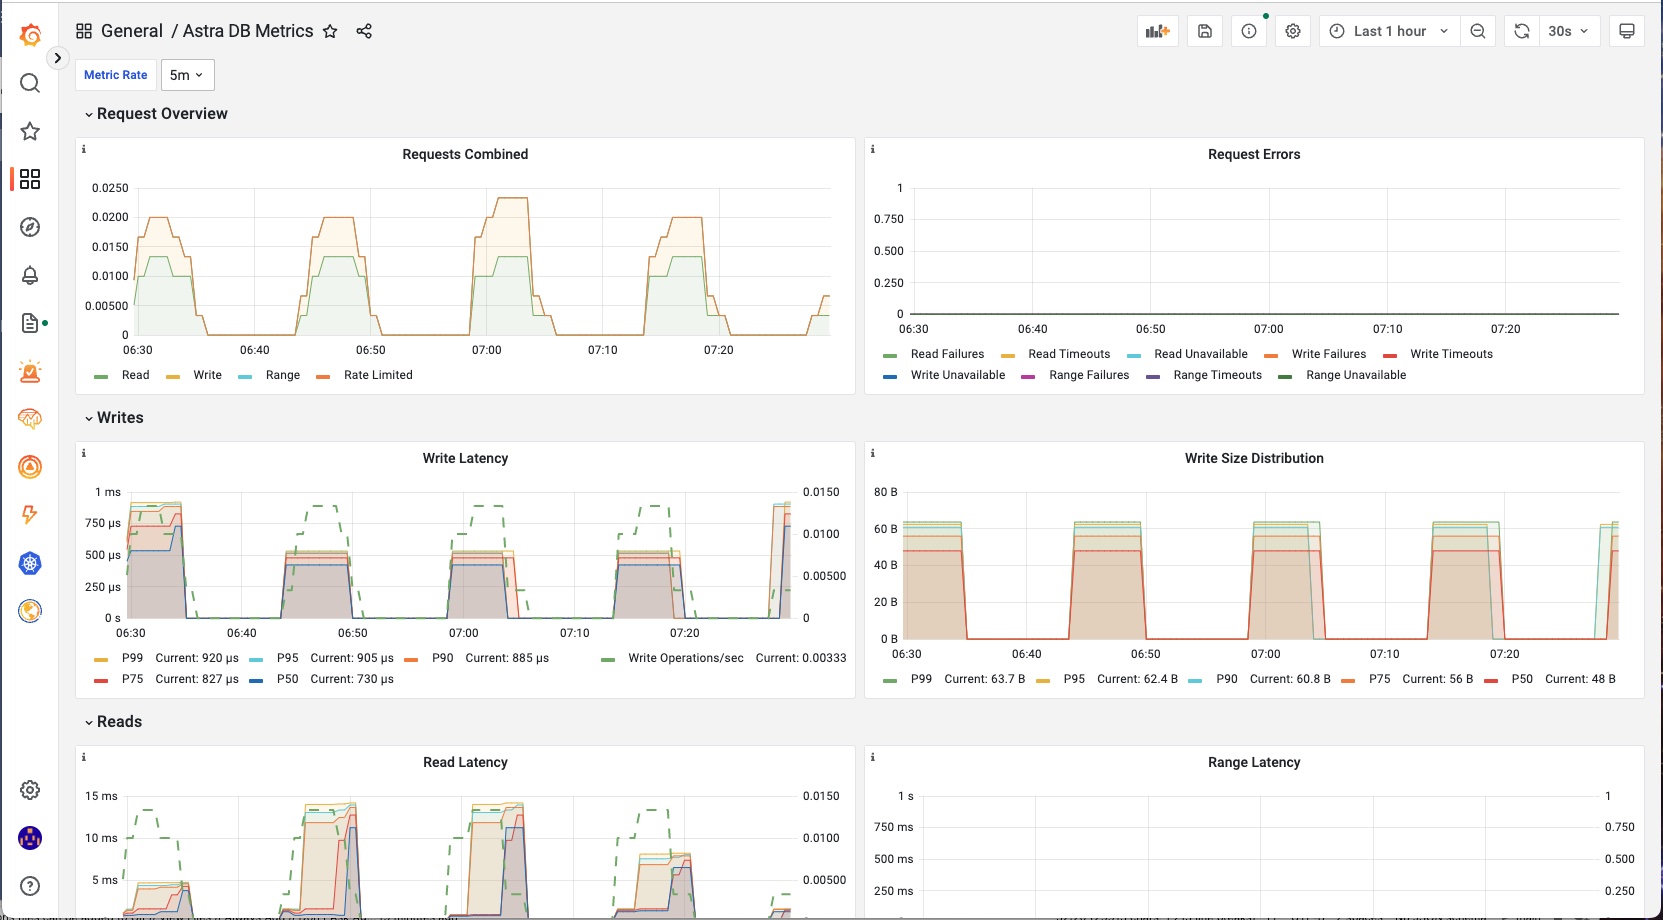 General / Astra DB Metrics
Last 1 hour
30s
Metric Rate 5m
Request Overview
Requests Combined
0.0250
0.0200
0.0150
0.0100
0.00500
0
06:30 06:40 06:50 07:00 07:10 07:20
Read Write Range Rate Limited
Request Errors
1
0.750
0.500
0.250
0
06:30 06:40 06:50 07:00 07:10 07:20
Read Failures Read Timeouts Read Unavailable Write Failures Write Timeouts
Write Unavailable Range Failures Range Timeouts Range Unavailable
Writes
Write Latency
1 ms 0.0150
750 µs 0.0100
500 µs
250 µs 0.00500
0 s 0
06:30 06:40 06:50 07:00 07:10 07:20
P99 Current: 920 µs P95 Current: 905 µs P90 Current: 885 µs Write Operations/sec Current: 0.00333
P75 Current: 827 µs P50 Current: 730 µs
Write Size Distribution
80 B
60 B
40 B
20 B
0 B
06:30 06:40 06:50 07:00 07:10 07:20
P99 Current: 63.7 B P95 Current: 62.4 B P90 Current: 60.8 B P75 Current: 56 B P50 Current: 48 B
Reads
Read Latency
15 ms 0.0150
10 ms 0.0100
5 ms 0.00500
Range Latency
1 s 1
750 ms 0.750
500 ms 0.500
250 ms 0.250